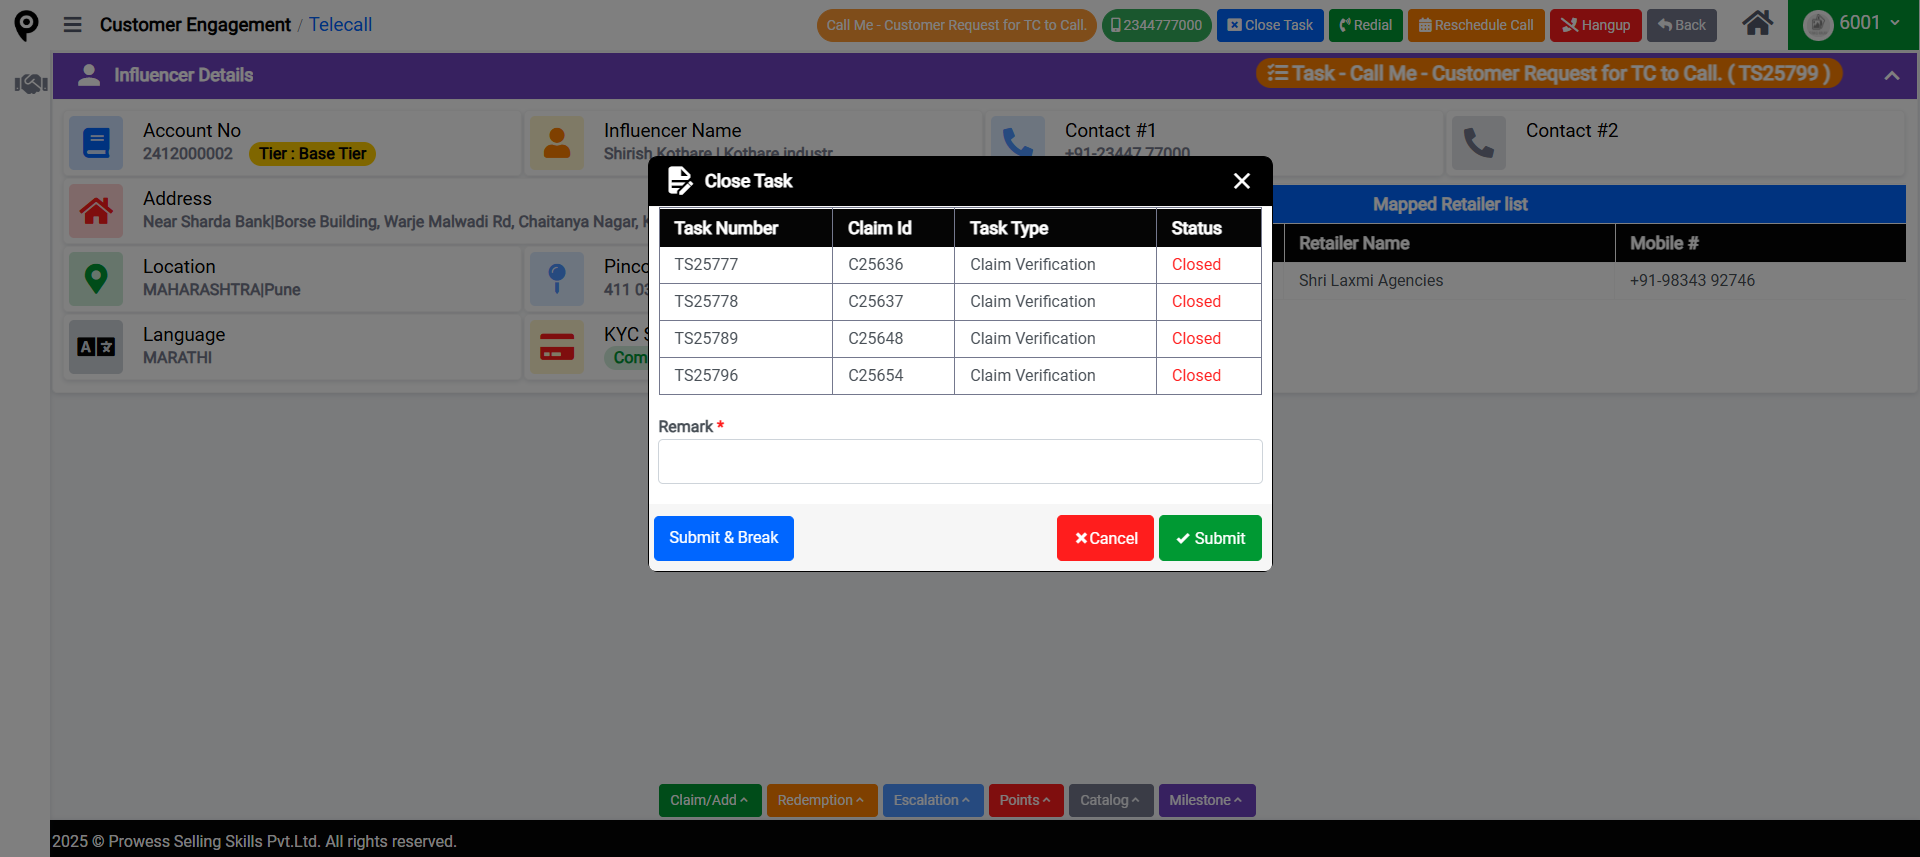 Customer Engagement / Telecall
Call Me - Customer Request for TC to Call.
2344777000
Close Task
Redial
Reschedule Call
Hangup
Back
6001
Influencer Details
Task - Call Me - Customer Request for TC to Call. ( TS25799 )
Account No
2412000002 Tier : Base Tier
Influencer Name
Shirish Kothare | Kothare industr
Contact #1
+91-23447 77000
Contact #2
Address
Near Sharda Bank|Borse Building, Warje Malwadi Rd, Chaitanya Nagar,
Location
MAHARASHTRA|Pune
Pinco
411 03
Language
MARATHI
KYC
Com
Mapped Retailer list
Retailer Name Mobile #
Shri Laxmi Agencies +91-98343 92746
Close Task
Task Number Claim Id Task Type Status
TS25777 C25636 Claim Verification Closed
TS25778 C25637 Claim Verification Closed
TS25789 C25648 Claim Verification Closed
TS25796 C25654 Claim Verification Closed
Remark *
Submit & Break
Cancel
Submit
Claim/Add
Redemption
Escalation
Points
Catalog
Milestone
2025 © Prowess Selling Skills Pvt.Ltd. All rights reserved.